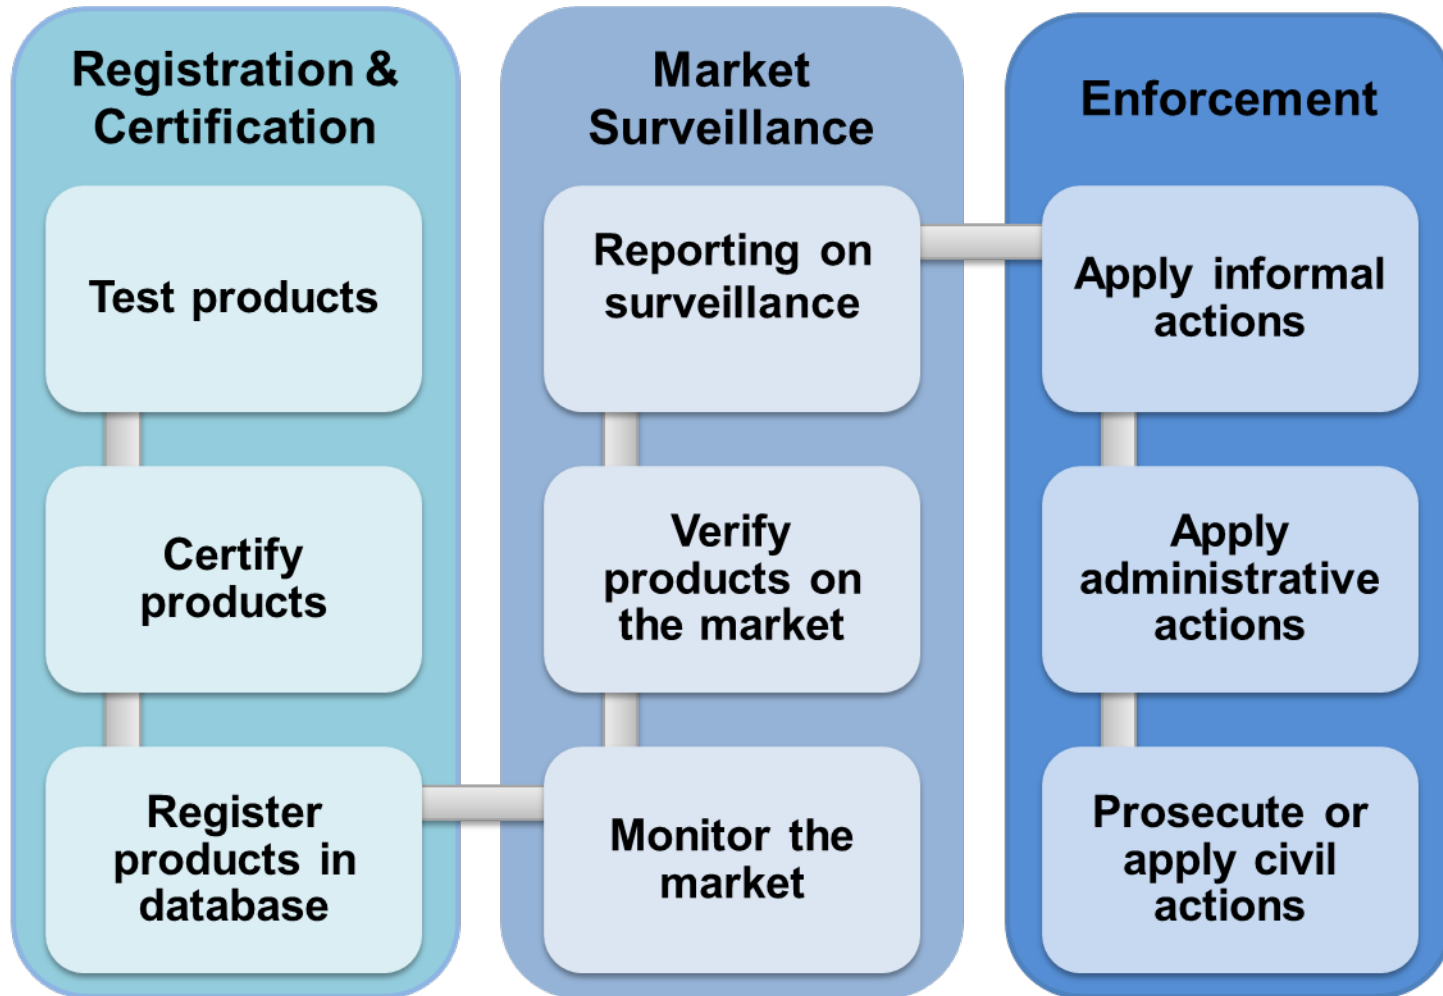 Registration &
Certification
Test products
Certify
products
Register
products in
database
Market
Surveillance
Reporting on
surveillance
Verify
products on
the market
Monitor the
market
Enforcement
Apply informal
actions
Apply
administrative
actions
Prosecute or
apply civil
actions